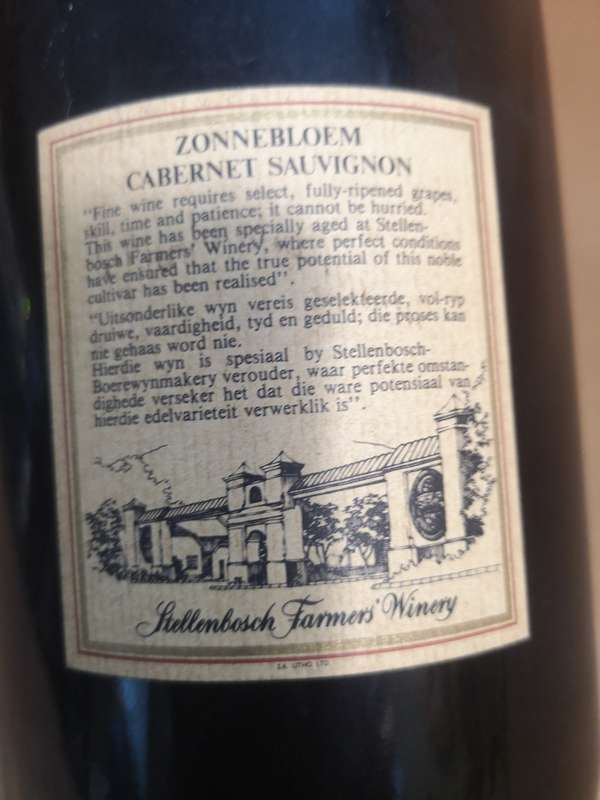 ZONNEBLOEM
CABERNET SAUVIGNON
"Fine wine requires select, fully-ripened grapes,
skill, time and patience; it cannot be hurried.
This wine has been specially aged at Stellen-
bosch Farmers' Winery, where perfect conditions
have ensured that the true potential of this noble
cultivar has been realised".
"Uitsonderlike wyn vereis geselekteerde, vol-ryp
druiwe, vaardigheid, tyd en geduld; die proses kan
nie gehaas word nie.
Hierdie wyn is spesiaal by Stellenbosch-
Boerewynmakery verouder, waar perfekte omstan-
dighede verseker het dat die ware potensiaal van
hierdie edelvarieteit verwerklik is".
Stellenbosch Farmers' Winery
S.A. LITHO LTD.